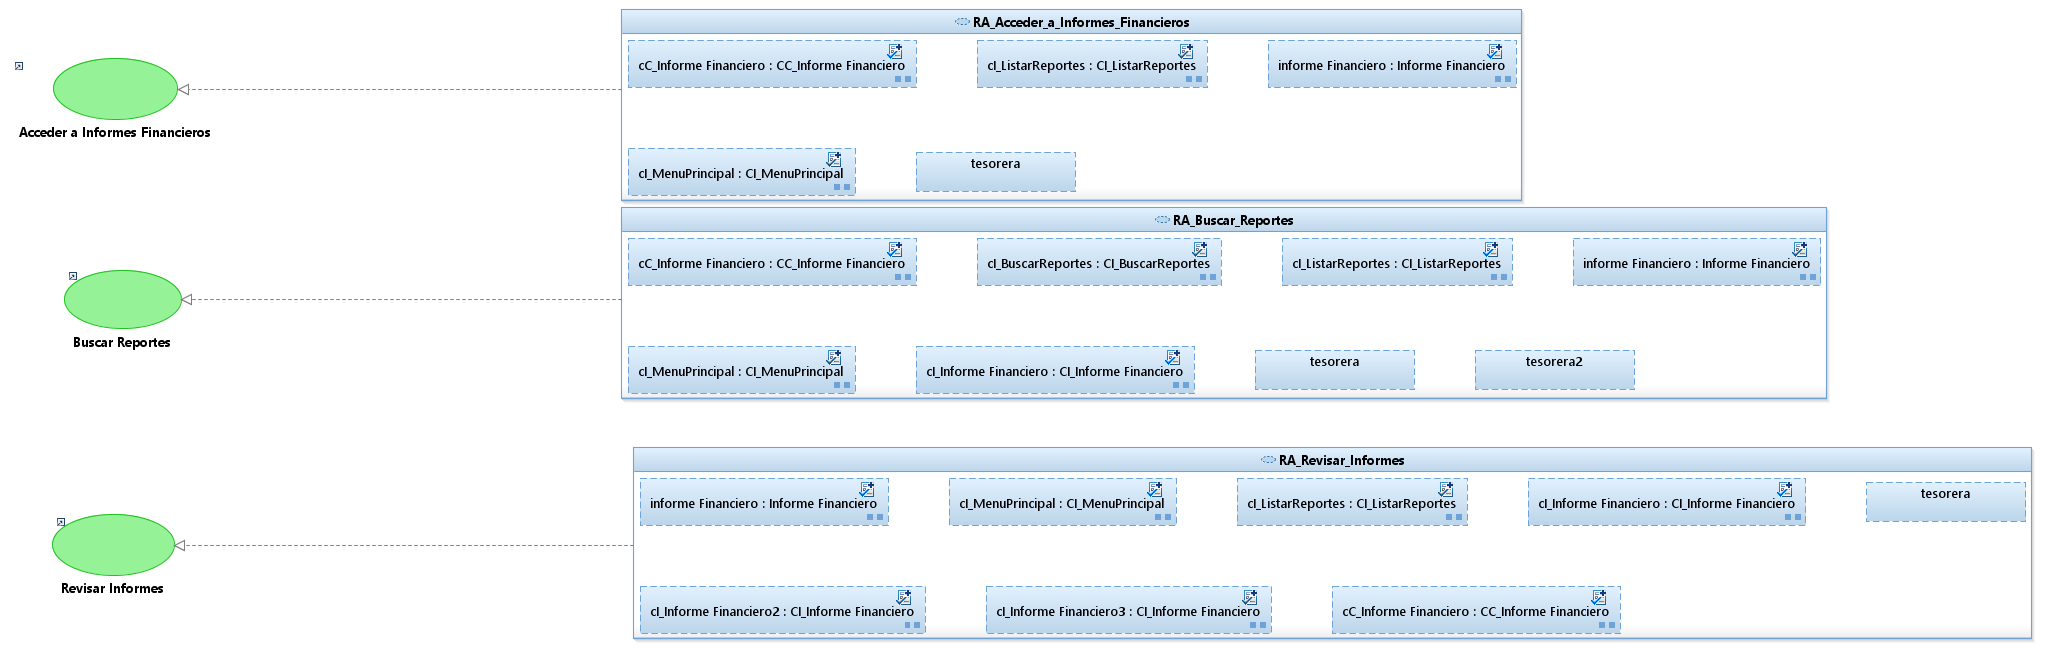 RA_Acceder_a_Informes_Financieros
cC_Informe Financiero : CC_Informe Financiero
cI_ListarReportes : CI_ListarReportes
informe Financiero : Informe Financiero
Acceder a Informes Financieros
cI_MenuPrincipal : CI_MenuPrincipal
tesorera
RA_Buscar_Reportes
cC_Informe Financiero : CC_Informe Financiero
cI_BuscarReportes : CI_BuscarReportes
cI_ListarReportes : CI_ListarReportes
informe Financiero : Informe Financiero
Buscar Reportes
cI_MenuPrincipal : CI_MenuPrincipal
cI_Informe Financiero : CI_Informe Financiero
tesorera
tesorera2
RA_Revisar_Informes
informe Financiero : Informe Financiero
cI_MenuPrincipal : CI_MenuPrincipal
cI_ListarReportes : CI_ListarReportes
cI_Informe Financiero : CI_Informe Financiero
tesorera
Revisar Informes
cI_Informe Financiero2 : CI_Informe Financiero
cI_Informe Financiero3 : CI_Informe Financiero
cC_Informe Financiero : CC_Informe Financiero